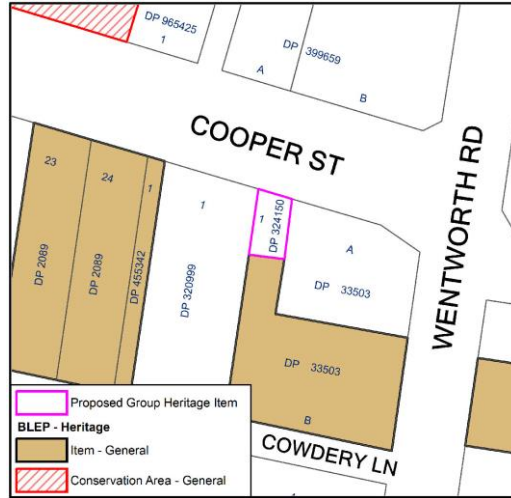 DP 965425
1
DP 399659
A
B
COOPER ST
WENTWORTH RD
23
24
1
1
1
DP 324150
A
DP 33503
DP 2089
DP 2089
DP 455342
DP 320999
DP 33503
B
COWDERY LN
Proposed Group Heritage Item
BLEP - Heritage
Item - General
Conservation Area - General